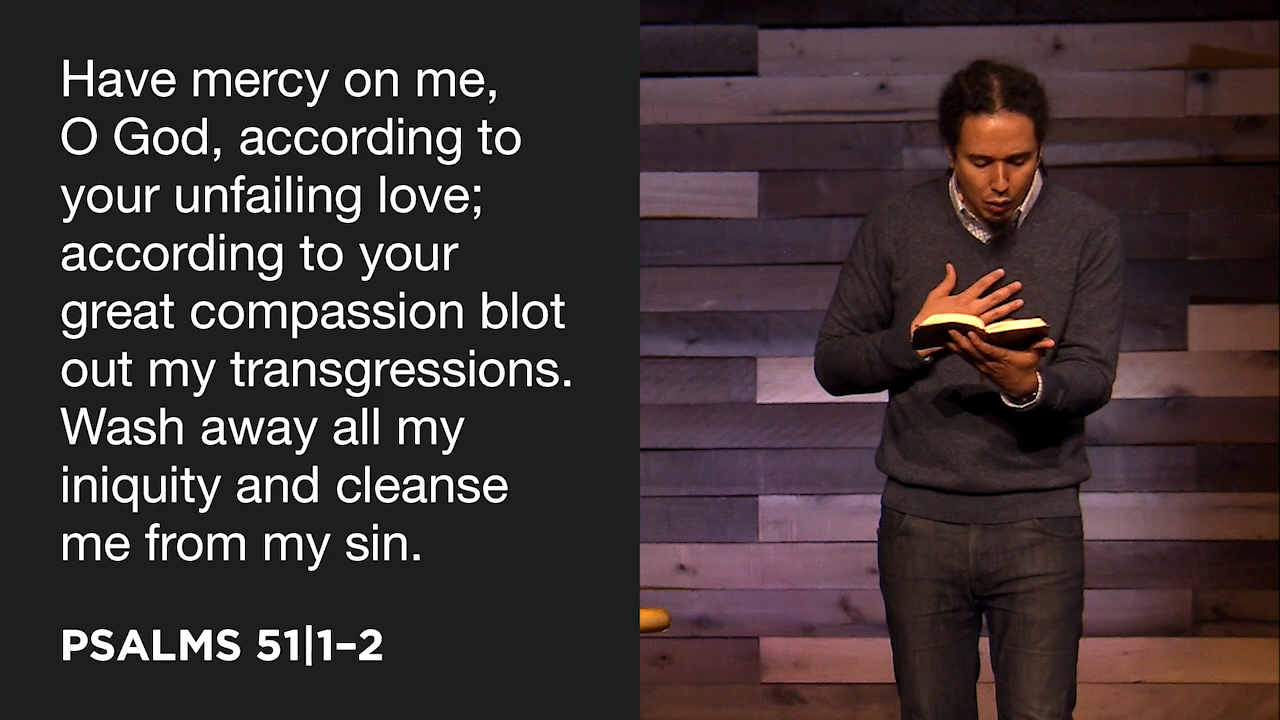 Have mercy on me,
O God, according to
your unfailing love;
according to your
great compassion blot
out my transgressions.
Wash away all my
iniquity and cleanse
me from my sin.
PSALMS 51|1–2